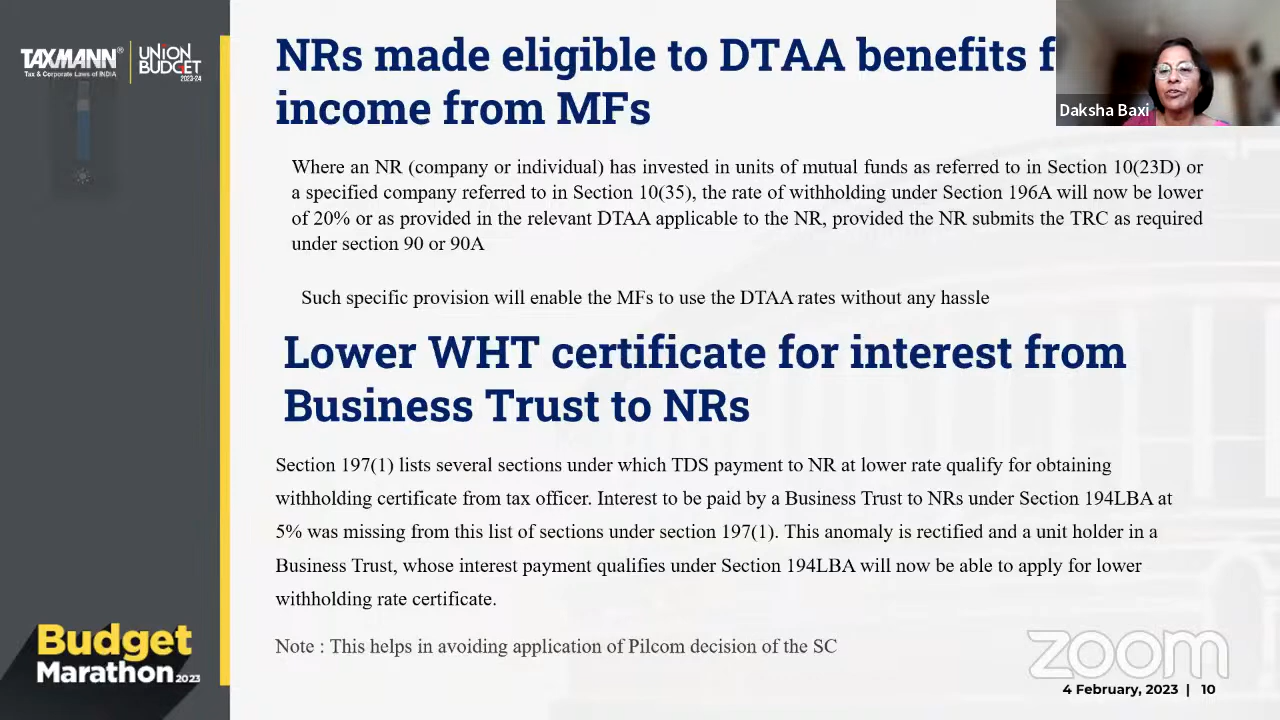 TAXMANN®
Tax & Corporate Laws of INDIA
UNION
BUDGET
2023-24
NRs made eligible to DTAA benefits f
income from MFs
Daksha Baxi
Where an NR (company or individual) has invested in units of mutual funds as referred to in Section 10(23D) or
a specified company referred to in Section 10(35), the rate of withholding under Section 196A will now be lower
of 20% or as provided in the relevant DTAA applicable to the NR, provided the NR submits the TRC as required
under section 90 or 90A
Such specific provision will enable the MFs to use the DTAA rates without any hassle
Lower WHT certificate for interest from
Business Trust to NRs
Section 197(1) lists several sections under which TDS payment to NR at lower rate qualify for obtaining
withholding certificate from tax officer. Interest to be paid by a Business Trust to NRs under Section 194LBA at
5% was missing from this list of sections under section 197(1). This anomaly is rectified and a unit holder in a
Business Trust, whose interest payment qualifies under Section 194LBA will now be able to apply for lower
withholding rate certificate.
Note : This helps in avoiding application of Pilcom decision of the SC
Budget
Marathon 2023
zoom
4 February, 2023 | 10